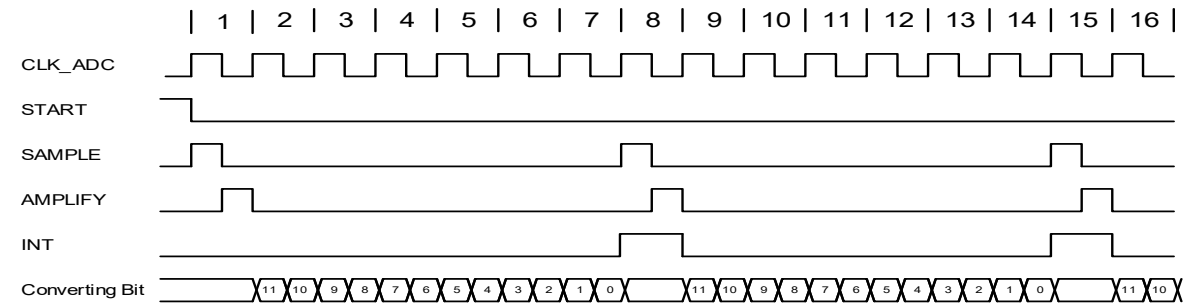 1 2 3 4 5 6 7 8 9 10 11 12 13 14 15 16
CLK_ADC
START
SAMPLE
AMPLIFY
INT
Converting Bit 11 10 9 8 7 6 5 4 3 2 1 0 11 10 9 8 7 6 5 4 3 2 1 0 11 10